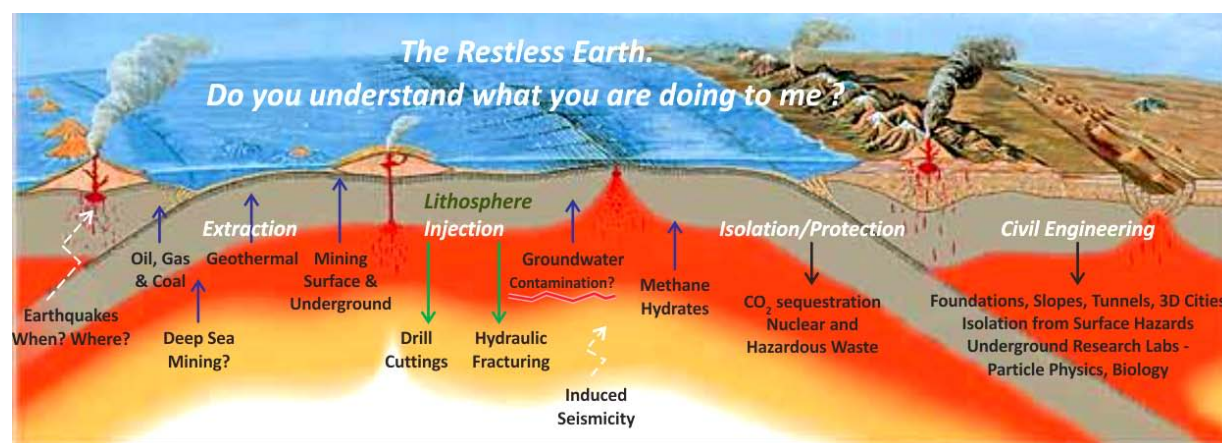 The Restless Earth.
Do you understand what you are doing to me ?
Lithosphere
Extraction
Injection
Isolation/Protection
Civil Engineering
Oil, Gas
& Coal
Geothermal
Mining
Surface &
Underground
Groundwater
Contamination?
Methane
Hydrates
CO₂ sequestration
Nuclear and
Hazardous Waste
Foundations, Slopes, Tunnels, 3D Cities
Isolation from Surface Hazards
Underground Research Labs -
Particle Physics, Biology
Earthquakes
When? Where?
Deep Sea
Mining?
Drill
Cuttings
Hydraulic
Fracturing
Induced
Seismicity